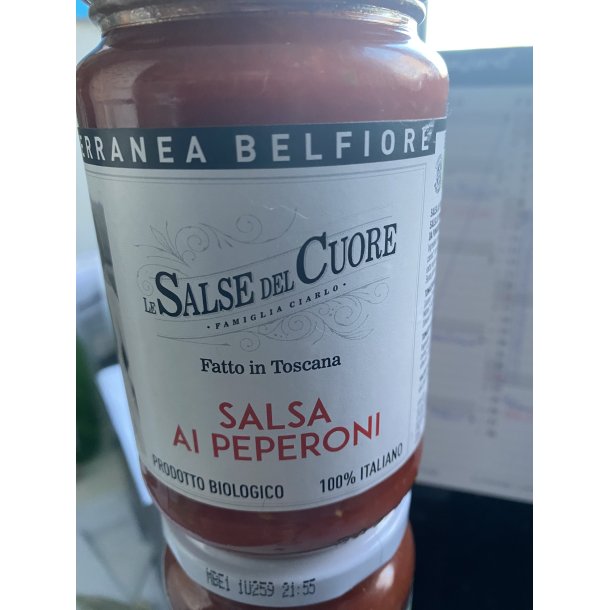 ERRANEA BELFIORE
LE SALSE DEL CUORE
• FAMIGLIA CIARLO •
Fatto in Toscana
SALSA
AI PEPERONI
PRODOTTO BIOLOGICO 100% ITALIANO
MBE1 1U259 21:55